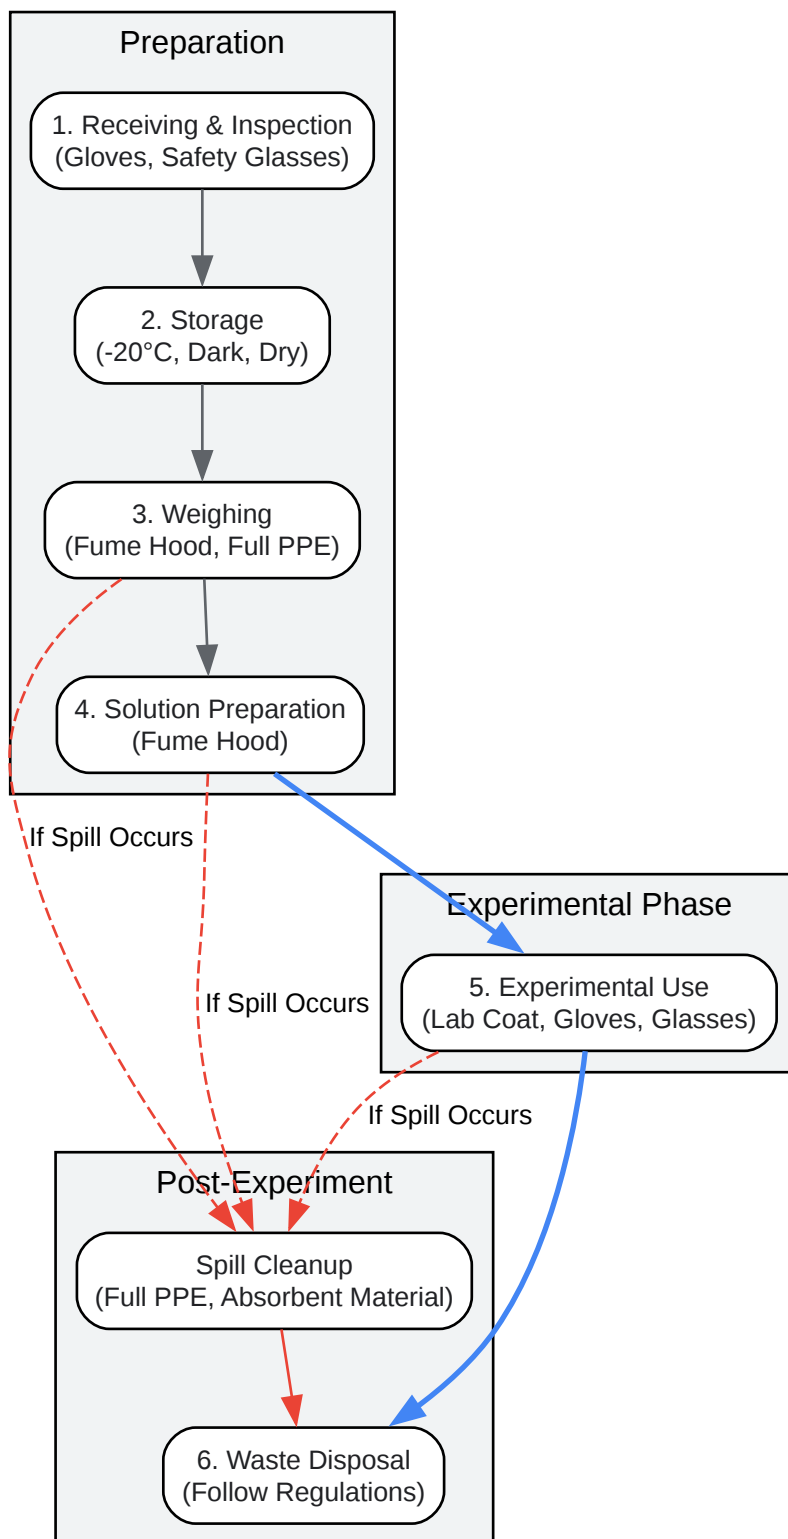 Preparation
1. Receiving & Inspection
(Gloves, Safety Glasses)
2. Storage
(-20°C, Dark, Dry)
3. Weighing
(Fume Hood, Full PPE)
4. Solution Preparation
(Fume Hood)
If Spill Occurs
Experimental Phase
5. Experimental Use
(Lab Coat, Gloves, Glasses)
If Spill Occurs
If Spill Occurs
Post-Experiment
Spill Cleanup
(Full PPE, Absorbent Material)
6. Waste Disposal
(Follow Regulations)